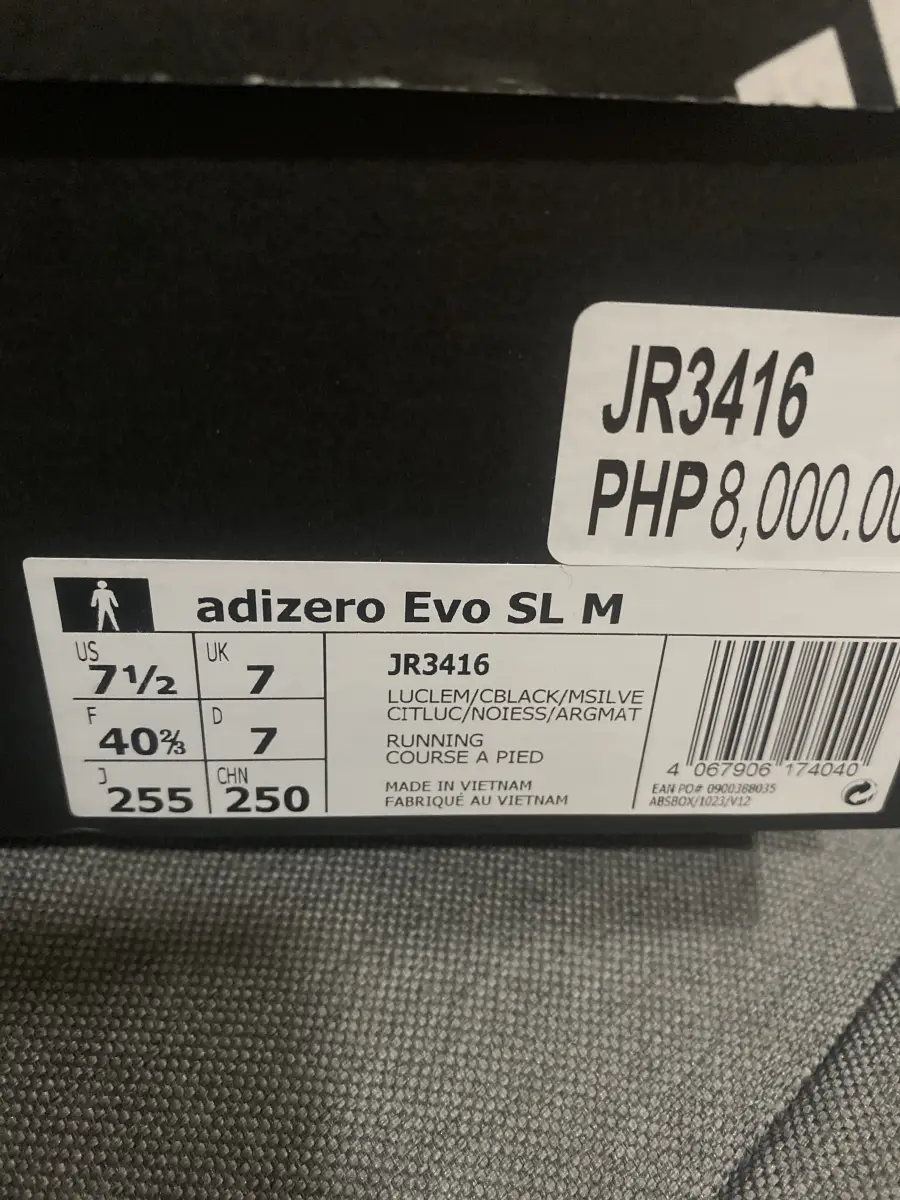 JR3416
PHP 8,000.00
adizero Evo SL M
US 7½
UK 7
F 40⅔
D 7
J 255
CHN 250
JR3416
LUCLEM/CBLACK/MSILVE
CITLUC/NOIESS/ARGMAT
RUNNING
COURSE A PIED
MADE IN VIETNAM
FABRIQUÉ AU VIETNAM
4 067906 174040
EAN PO# 0900388035
ABSBOX/1023/V12